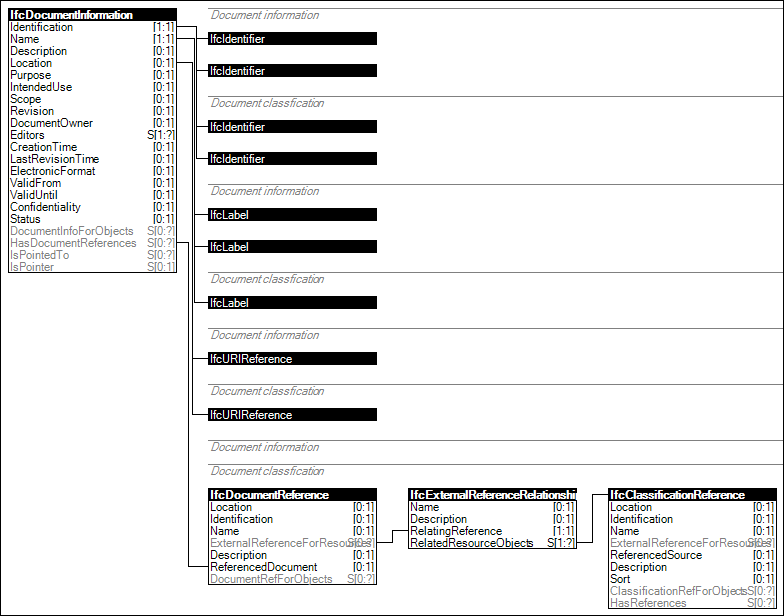 IfcDocumentInformation
Identification [1:1]
Name [1:1]
Description [0:1]
Location [0:1]
Purpose [0:1]
IntendedUse [0:1]
Scope [0:1]
Revision [0:1]
DocumentOwner [0:1]
Editors S[1:?]
CreationTime [0:1]
LastRevisionTime [0:1]
ElectronicFormat [0:1]
ValidFrom [0:1]
ValidUntil [0:1]
Confidentiality [0:1]
Status [0:1]
DocumentInfoForObjects S[0:?]
HasDocumentReferences S[0:?]
IsPointedTo S[0:?]
IsPointer S[0:1]
Document information
IfcIdentifier
IfcIdentifier
Document classfication
IfcIdentifier
IfcIdentifier
Document information
IfcLabel
IfcLabel
Document classfication
IfcLabel
Document information
IfcURIReference
Document classfication
IfcURIReference
Document information
Document classfication
IfcDocumentReference
Location [0:1]
Identification [0:1]
Name [0:1]
ExternalReferenceForResources S[0:?]
Description [0:1]
ReferencedDocument [0:1]
DocumentRefForObjects S[0:?]
IfcExternalReferenceRelationshi
Name [0:1]
Description [0:1]
RelatingReference [1:1]
RelatedResourceObjects S[1:?]
IfcClassificationReference
Location [0:1]
Identification [0:1]
Name [0:1]
ExternalReferenceForResources S[0:?]
ReferencedSource [0:1]
Description [0:1]
Sort [0:1]
ClassificationRefForObjects S[0:?]
HasReferences S[0:?]